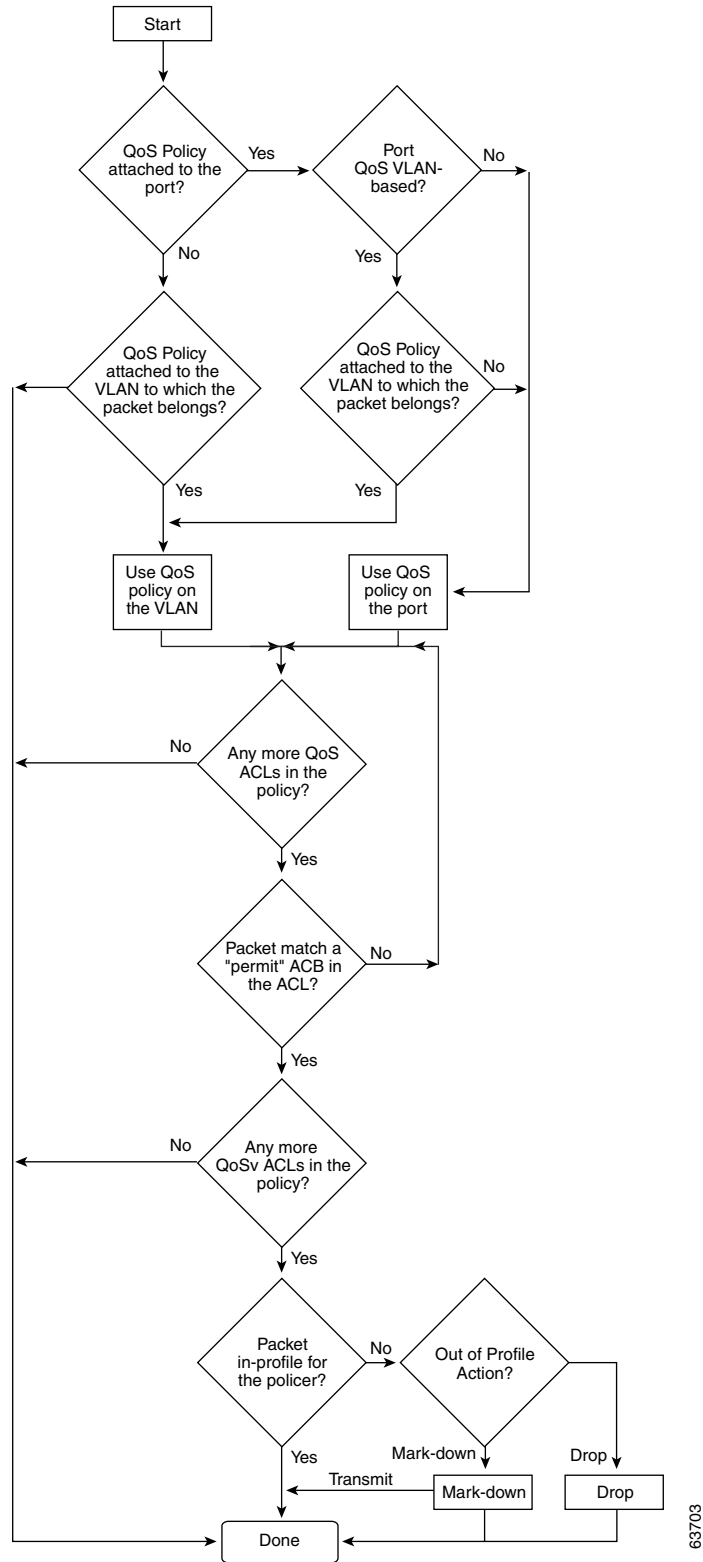 Start
QoS Policy
attached to the
port?
Yes
Port
QoS VLAN-
based?
No
No
Yes
QoS Policy
attached to the
VLAN to which the
packet belongs?
QoS Policy
attached to the
VLAN to which the
packet belongs?
No
Yes
Yes
Use QoS
policy on
the VLAN
Use QoS
policy on
the port
No
Any more QoS
ACLs in the
policy?
Yes
Packet match a
"permit" ACB in
the ACL?
No
Yes
No
Any more
QoSv ACLs in the
policy?
Yes
Packet
in-profile for
the policer?
No
Out of Profile
Action?
Yes
Mark-down
Drop
Transmit
Mark-down
Drop
Done
63703